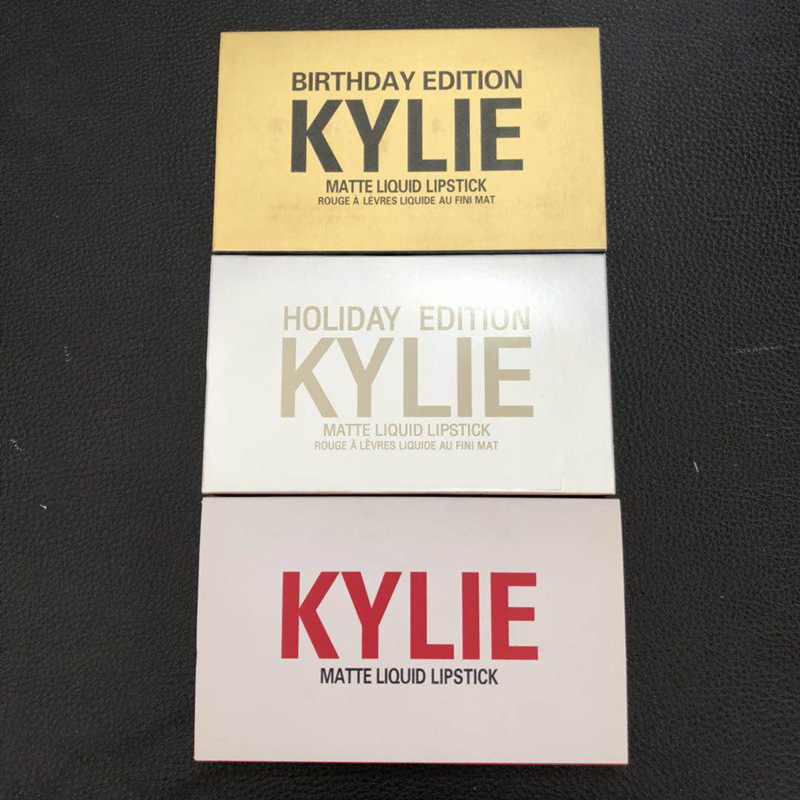 BIRTHDAY EDITION
KYLIE
MATTE LIQUID LIPSTICK
ROUGE À LÈVRES LIQUIDE AU FINI MAT
HOLIDAY EDITION
KYLIE
MATTE LIQUID LIPSTICK
ROUGE À LÈVRES LIQUIDE AU FINI MAT
KYLIE
MATTE LIQUID LIPSTICK